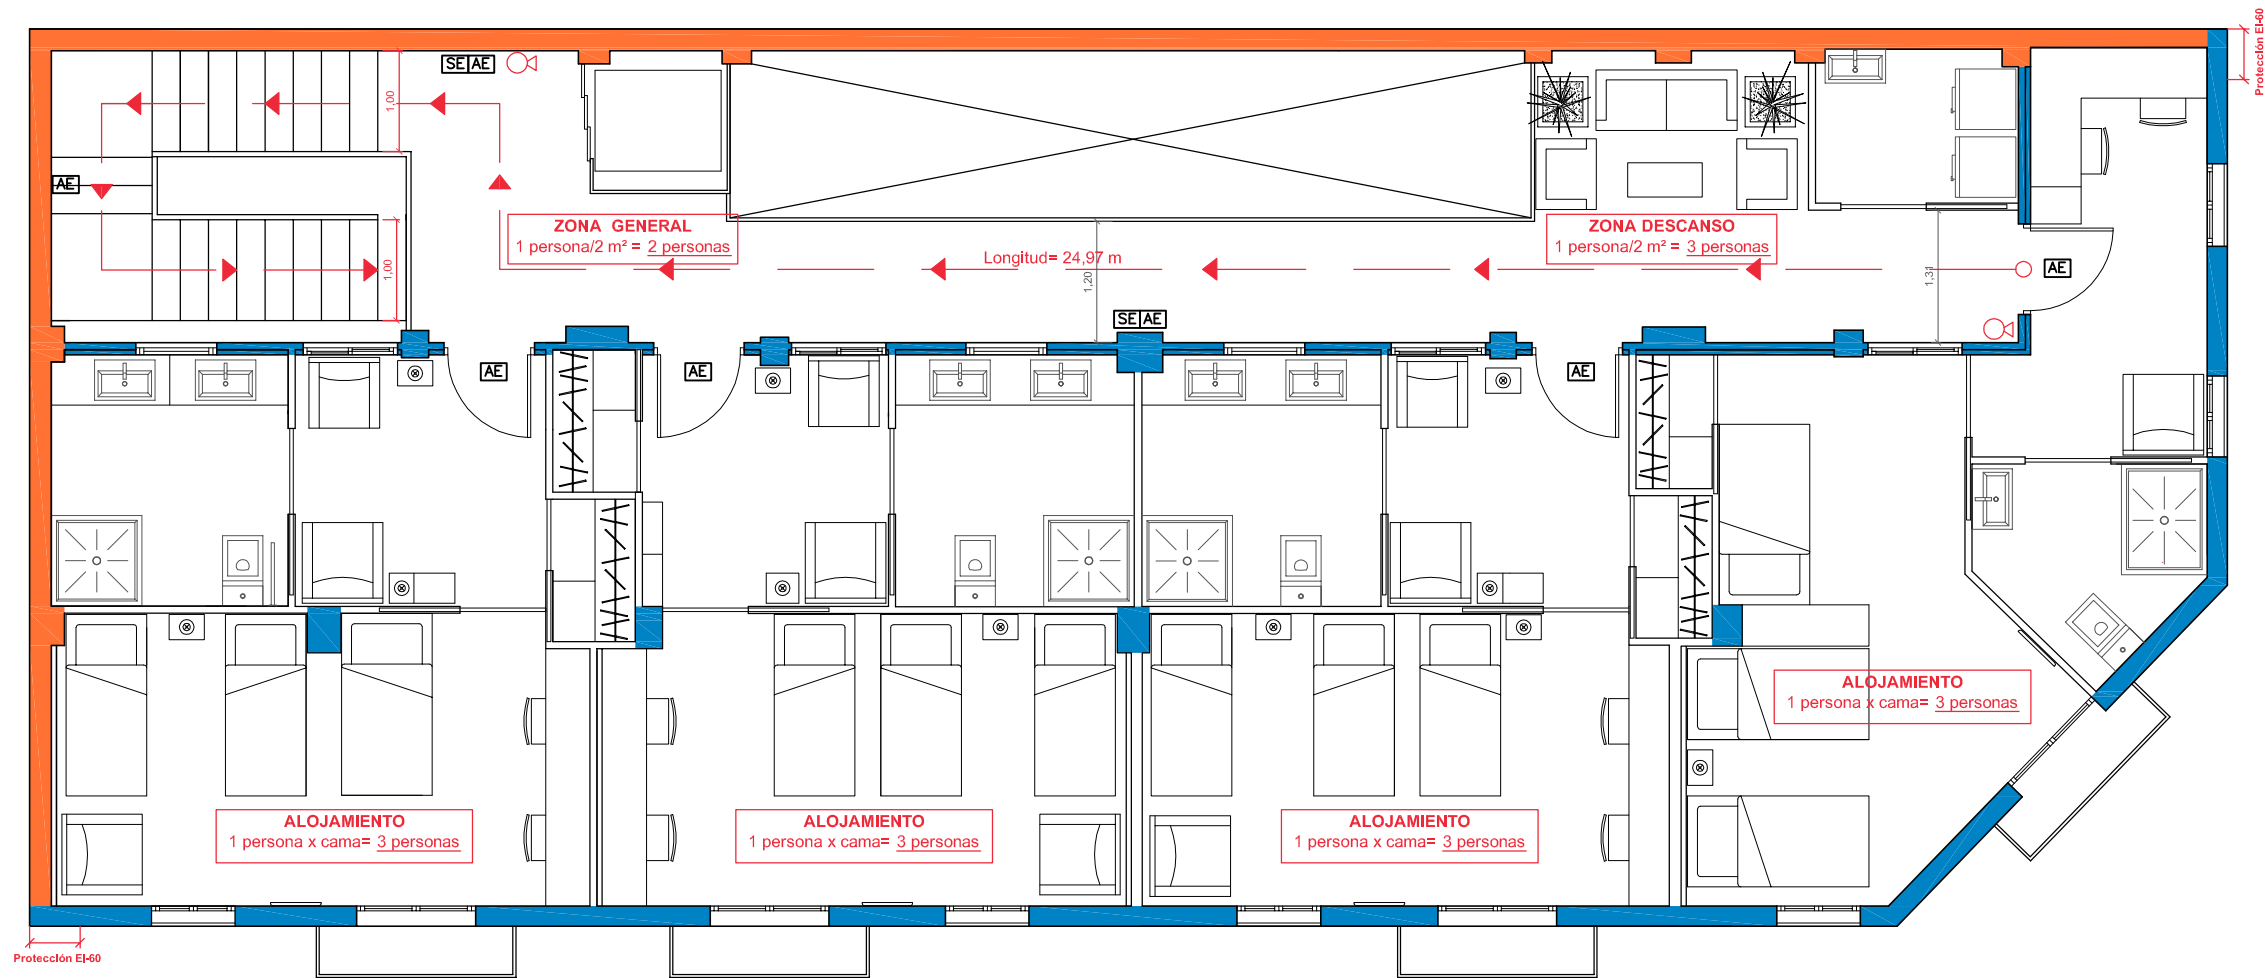 Protección EI-60
SE AE
1,00
AE
ZONA GENERAL
1 persona/2 m² = 2 personas
ZONA DESCANSO
1 persona/2 m² = 3 personas
Longitud= 24,97 m
1,00
1,20
1,31
AE
SE AE
AE
AE
AE
ALOJAMIENTO
1 persona x cama= 3 personas
ALOJAMIENTO
1 persona x cama= 3 personas
ALOJAMIENTO
1 persona x cama= 3 personas
ALOJAMIENTO
1 persona x cama= 3 personas
Protección EI-60